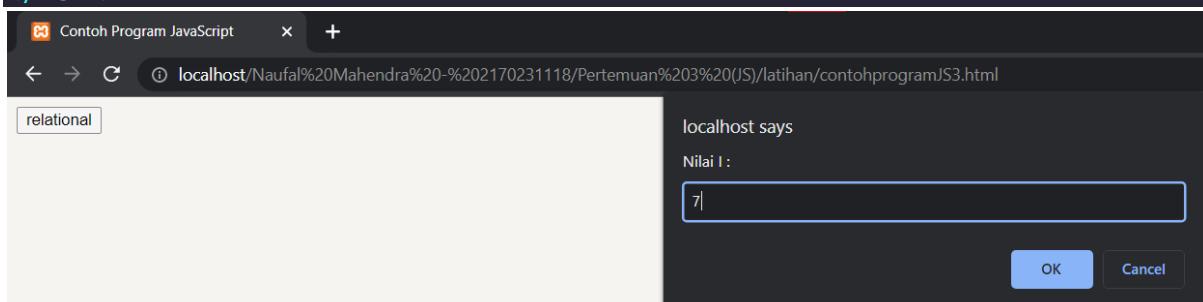 Contoh Program JavaScript
localhost/Naufal%20Mahendra%20-%202170231118/Pertemuan%203%20(JS)/latihan/contohprogramJS3.html
relational
localhost says
Nilai I :
7
OK
Cancel